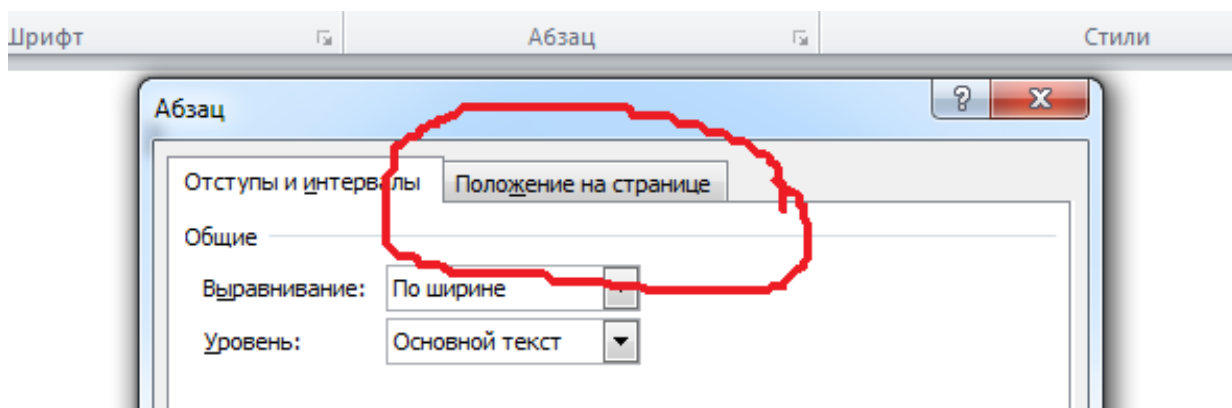 Шрифт Абзац Стили
Абзац
Отступы и интервалы Положение на странице
Общие
Выравнивание: По ширине
Уровень: Основной текст